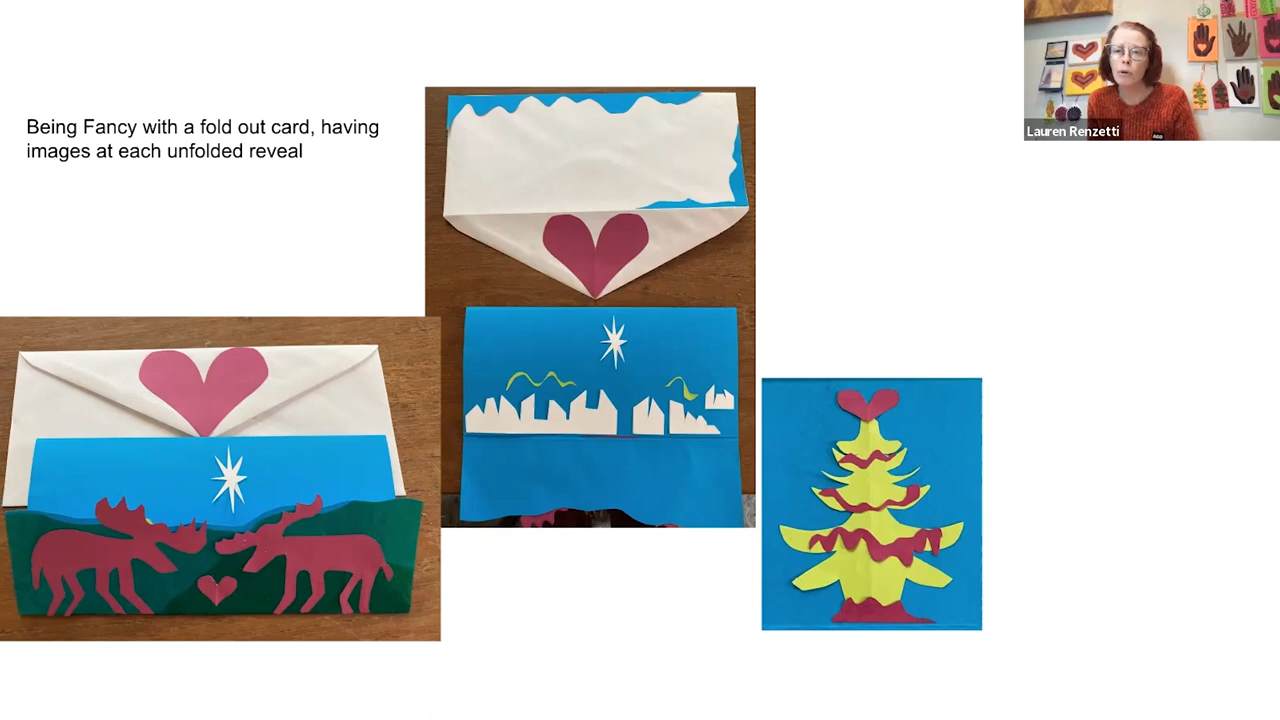 Being Fancy with a fold out card, having
images at each unfolded reveal
Lauren Renzetti